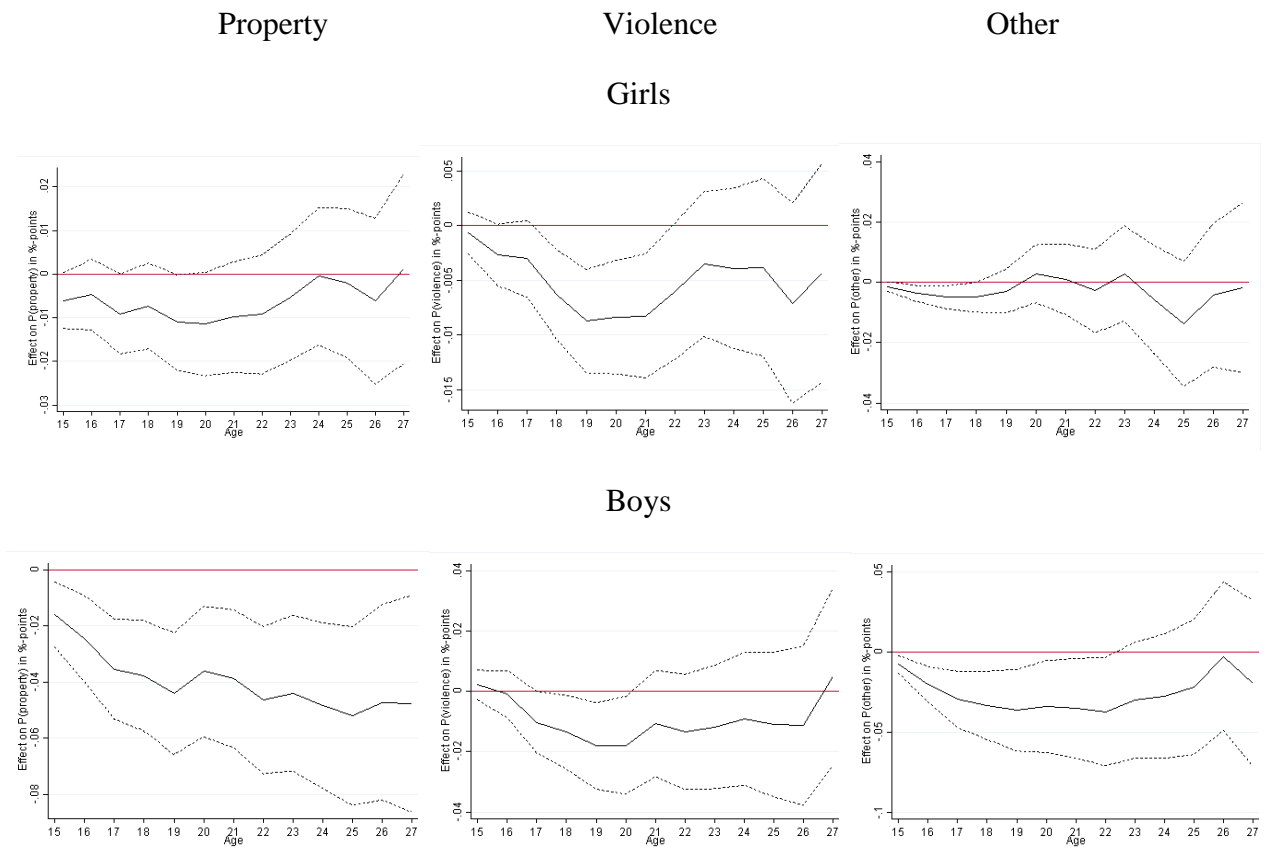 Property Violence Other
Girls
Effect on P(property) in %-points
.02
.01
0
-.01
-.02
-.03
15 16 17 18 19 20 21 22 23 24 25 26 27
Age
Effect on P(violence) in %-points
.005
0
-.005
-.01
-.015
15 16 17 18 19 20 21 22 23 24 25 26 27
Age
Effect on P(other) in %-points
.04
.02
0
-.02
-.04
15 16 17 18 19 20 21 22 23 24 25 26 27
Age
Boys
Effect on P(property) in %-points
0
-.02
-.04
-.06
-.08
15 16 17 18 19 20 21 22 23 24 25 26 27
Age
Effect on P(violence) in %-points
.04
.02
0
-.02
-.04
15 16 17 18 19 20 21 22 23 24 25 26 27
Age
Effect on P(other) in %-points
.05
0
-.05
-.1
15 16 17 18 19 20 21 22 23 24 25 26 27
Age